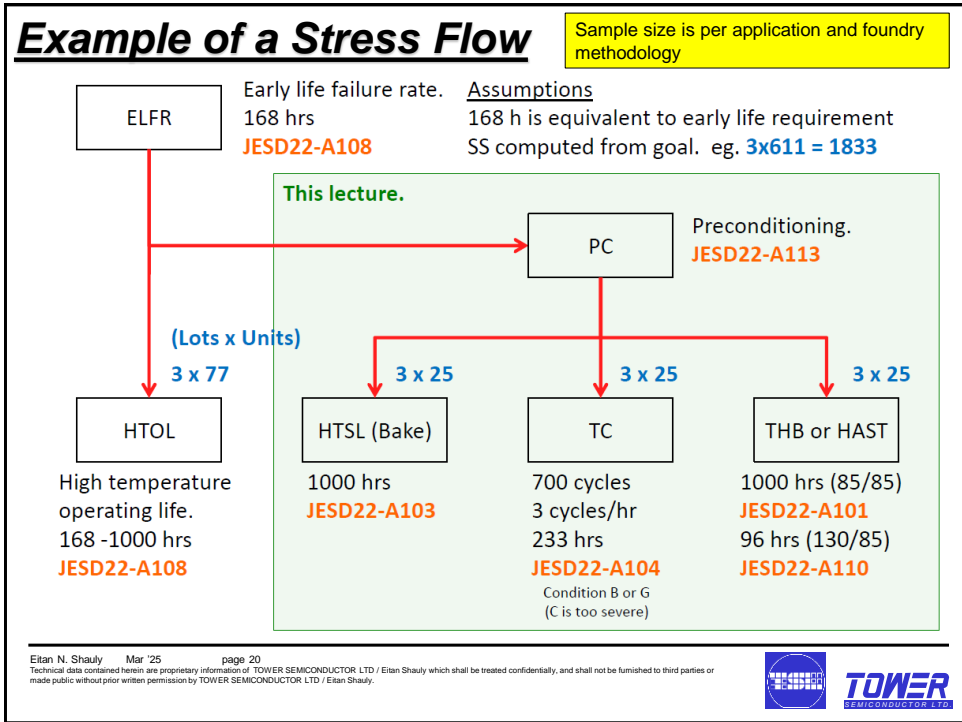 Example of a Stress Flow
Sample size is per application and foundry
methodology
ELFR
Early life failure rate.
168 hrs
JESD22-A108
Assumptions
168 h is equivalent to early life requirement
SS computed from goal. eg. 3x611 = 1833
This lecture.
PC
Preconditioning.
JESD22-A113
(Lots x Units)
3 x 77
3 x 25
3 x 25
3 x 25
HTOL
High temperature
operating life.
168 -1000 hrs
JESD22-A108
HTSL (Bake)
1000 hrs
JESD22-A103
TC
700 cycles
3 cycles/hr
233 hrs
JESD22-A104
Condition B or G
(C is too severe)
THB or HAST
1000 hrs (85/85)
JESD22-A101
96 hrs (130/85)
JESD22-A110
Eitan N. Shauly Mar '25 page 20
Technical data contained herein are proprietary information of TOWER SEMICONDUCTOR LTD / Eitan Shauly which shall be treated confidentially, and shall not be furnished to third parties or
made public without prior written permission by TOWER SEMICONDUCTOR LTD / Eitan Shauly.
TOWER
SEMICONDUCTOR LTD.